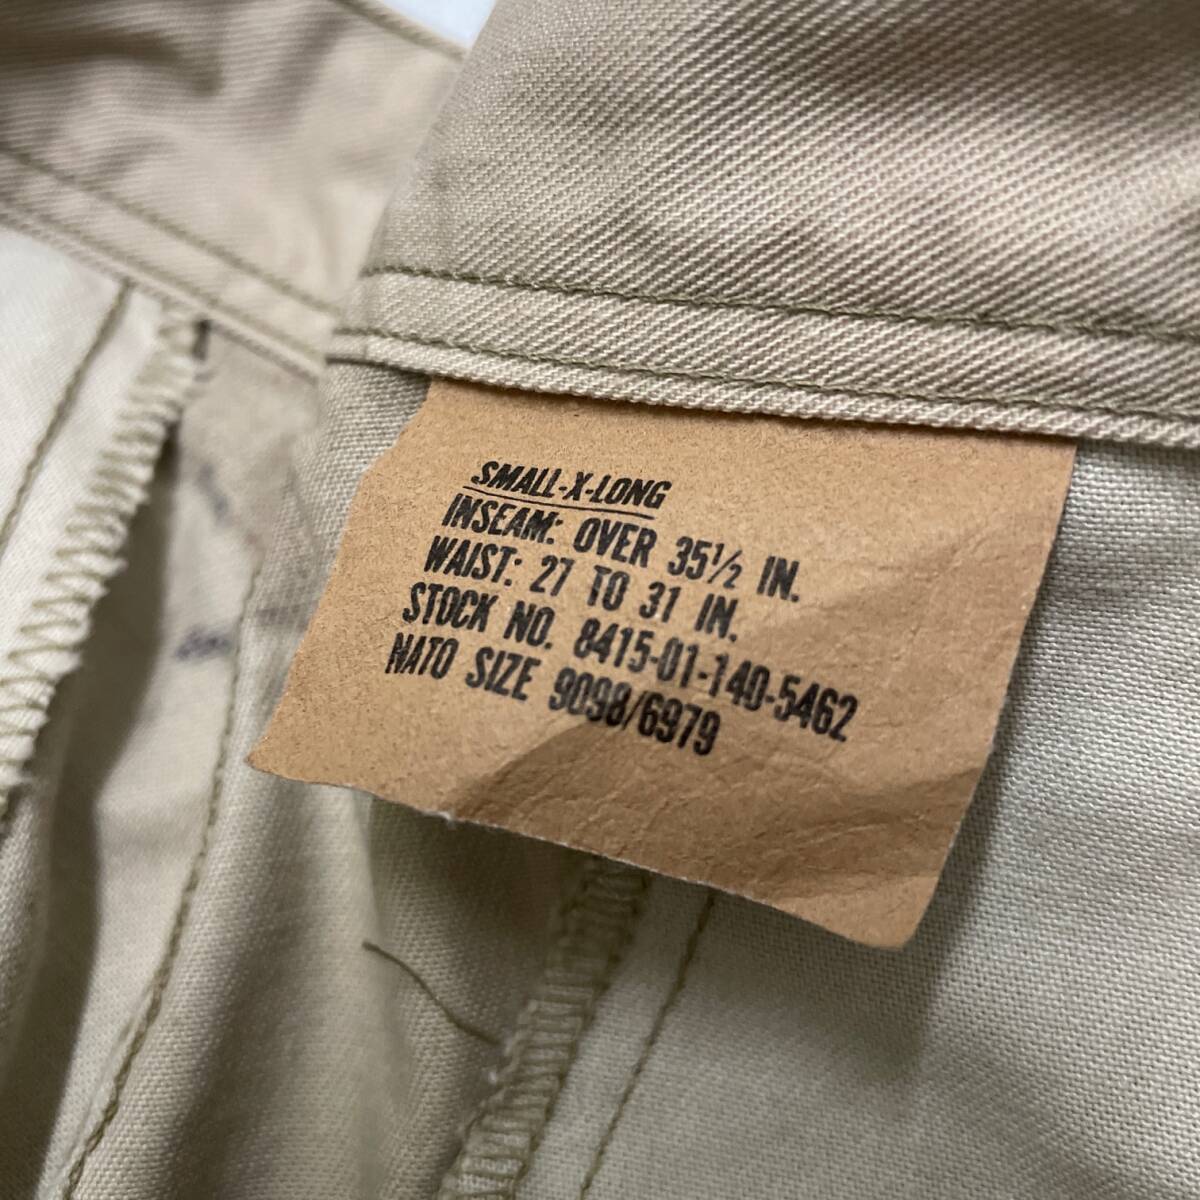 SMALL-X-LONG
INSEAM: OVER 35½ IN.
WAIST: 27 TO 31 IN.
STOCK NO. 8415-01-140-5462
NATO SIZE 9098/6979